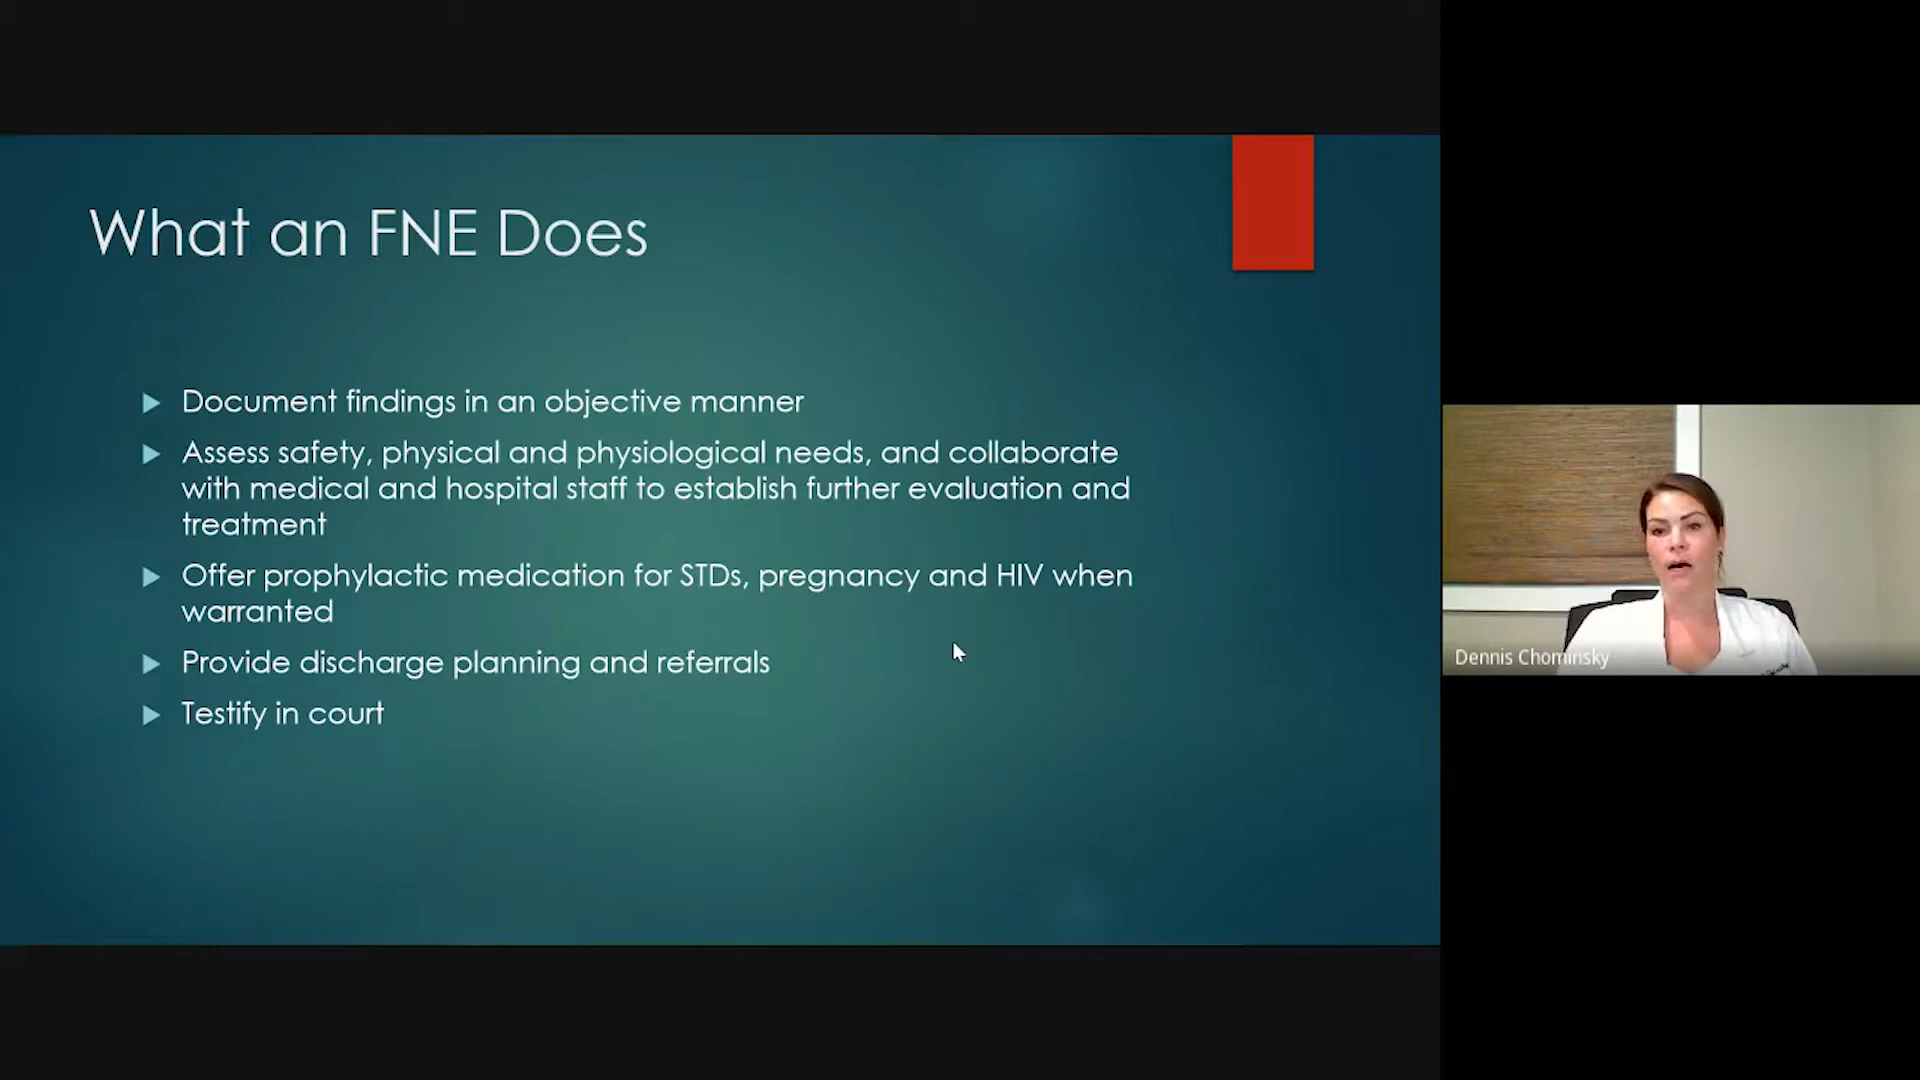 What an FNE Does
Document findings in an objective manner
Assess safety, physical and physiological needs, and collaborate
with medical and hospital staff to establish further evaluation and
treatment
Offer prophylactic medication for STDs, pregnancy and HIV when
warranted
Provide discharge planning and referrals
Testify in court
Dennis Chominsky